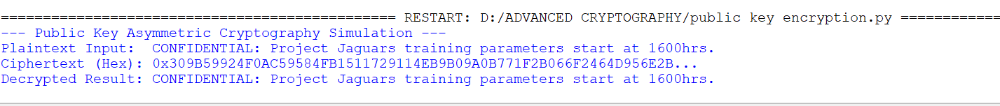 =============================================== RESTART: D:/ADVANCED CRYPTOGRAPHY/public key encryption.py ============
--- Public Key Asymmetric Cryptography Simulation ---
Plaintext Input:  CONFIDENTIAL: Project Jaguars training parameters start at 1600hrs.
Ciphertext (Hex): 0x309B59924F0AC59584FB1511729114EB9B09A0B771F2B066F2464D956E2B...
Decrypted Result: CONFIDENTIAL: Project Jaguars training parameters start at 1600hrs.